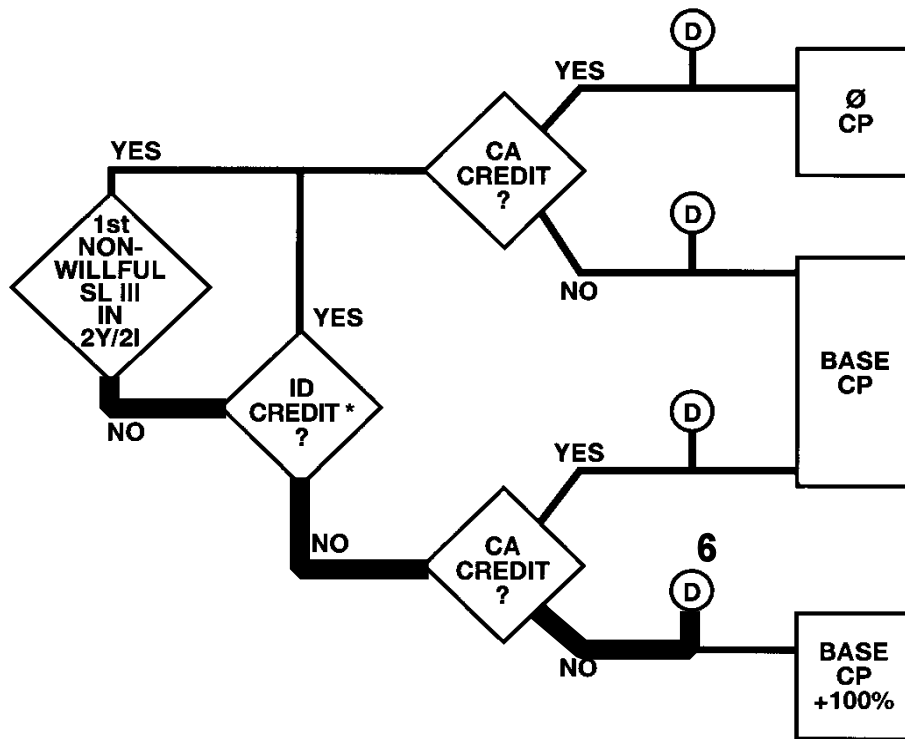 D
YES
Ø
CP
CA
CREDIT
?
YES
D
1st
NON-
WILLFUL
SL III
IN
2Y/2I
NO
YES
BASE
CP
ID
CREDIT *
?
D
NO
YES
6
NO
CA
CREDIT
?
D
NO
BASE
CP
+100%